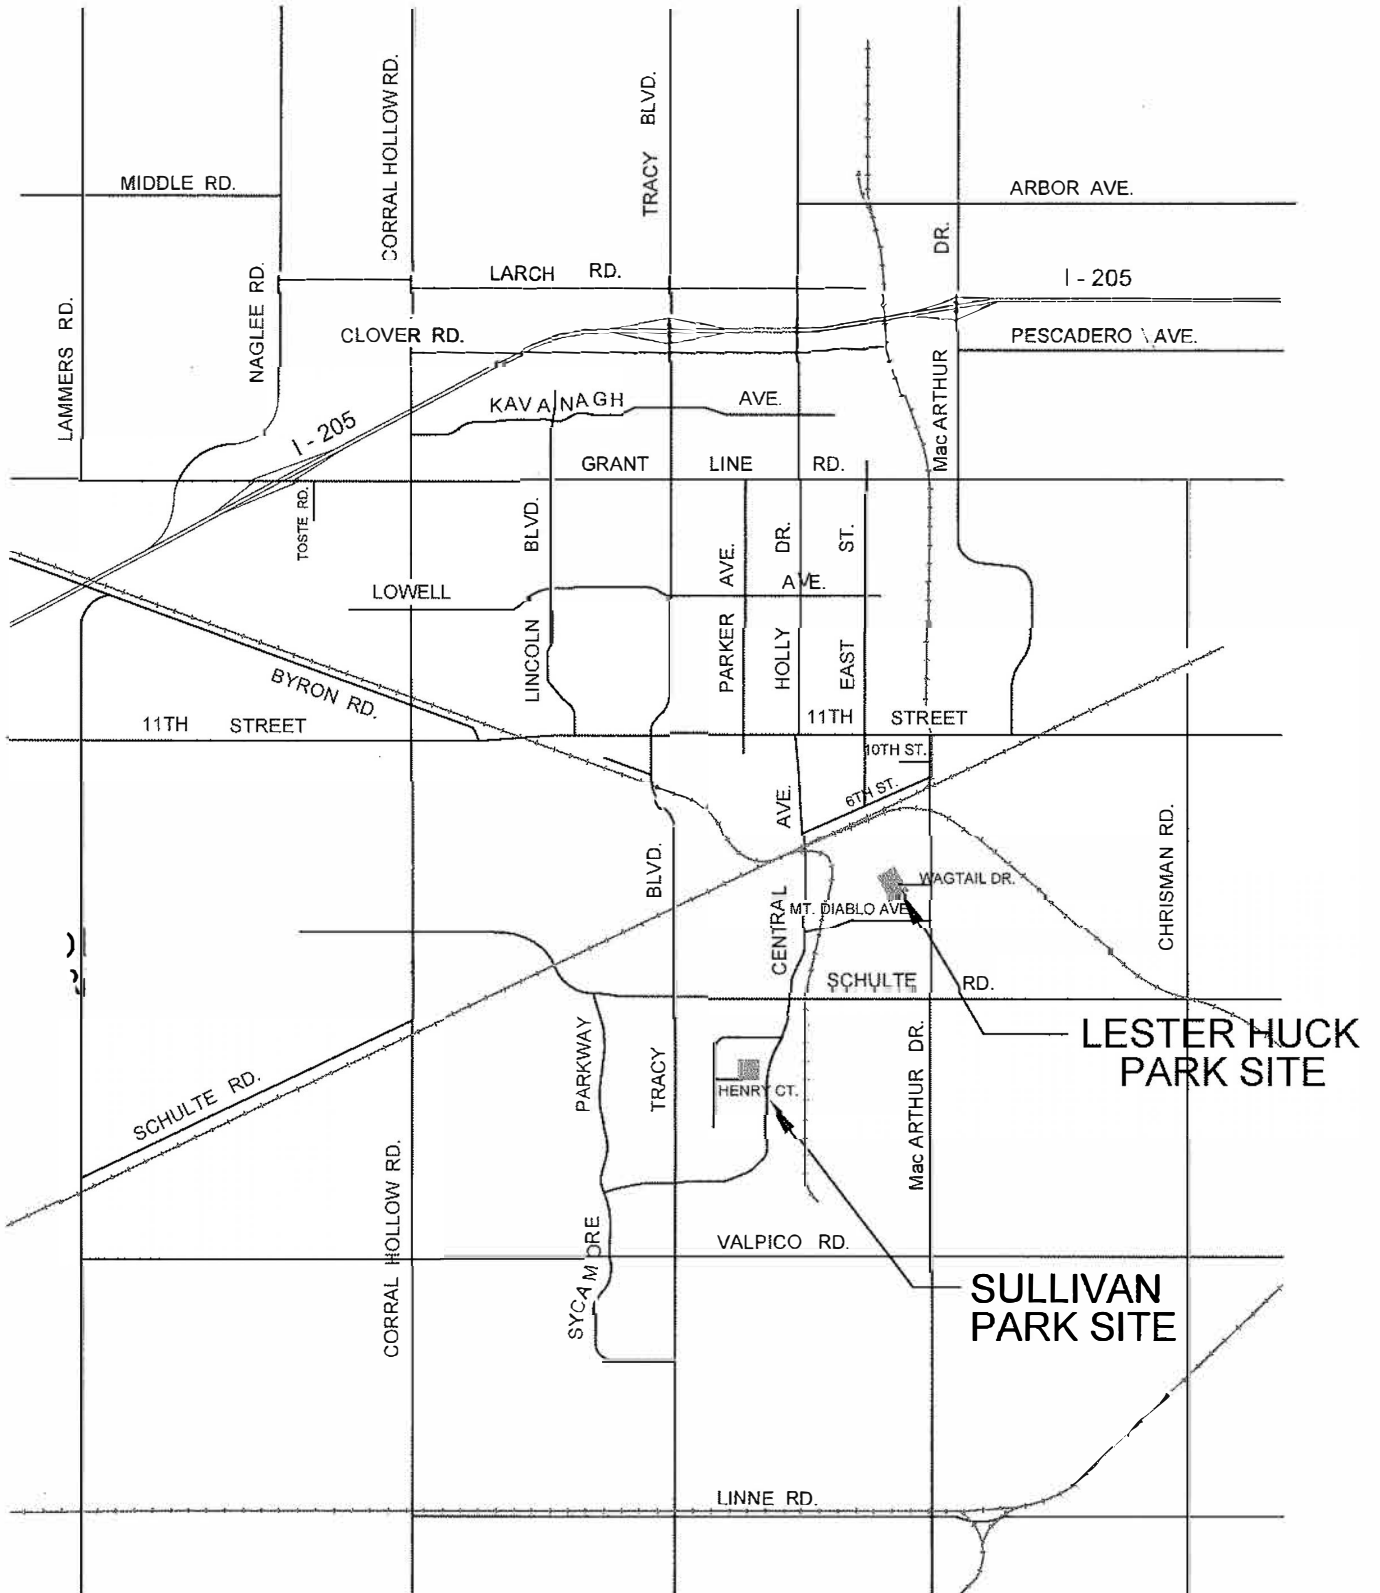 CORRAL HOLLOW RD.
TRACY BLVD.
MIDDLE RD.
ARBOR AVE.
NAGLEE RD.
LARCH RD.
Mac ARTHUR DR.
I - 205
LAMMERS RD.
CLOVER RD.
PESCADERO AVE.
KAVANAGH AVE.
I - 205
GRANT LINE RD.
TOSTE RD.
LINCOLN BLVD.
PARKER AVE.
HOLLY DR.
EAST ST.
LOWELL AVE.
BYRON RD.
11TH STREET
11TH STREET
10TH ST.
6TH ST.
CENTRAL AVE.
TRACY BLVD.
CHRISMAN RD.
WAGTAIL DR.
MT. DIABLO AVE
SCHULTE RD.
LESTER HUCK
PARK SITE
SCHULTE RD.
SYCAMORE PARKWAY
HENRY CT.
Mac ARTHUR DR.
CORRAL HOLLOW RD.
VALPICO RD.
SULLIVAN
PARK SITE
LINNE RD.